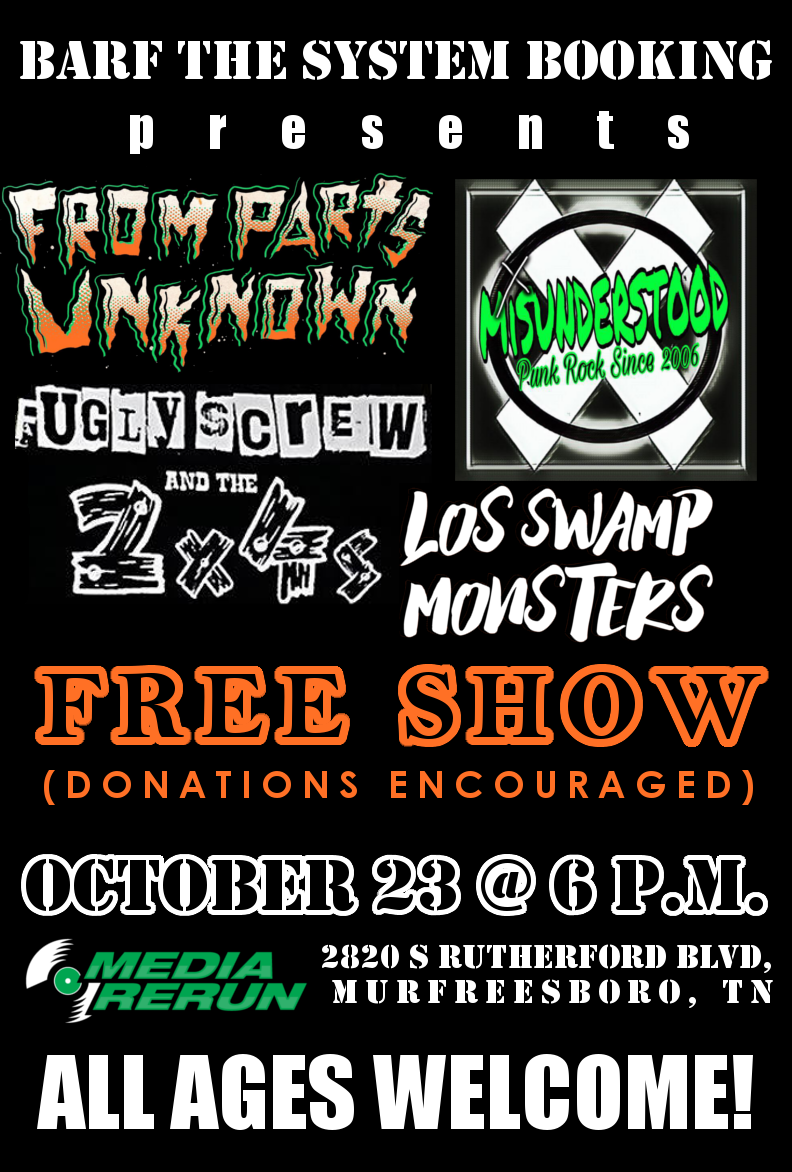 BARF THE SYSTEM BOOKING
presents
FROM PARTS
UNKNOWN
MISUNDERSTOOD
Punk Rock Since 2006
FUGLY SCREW
AND THE
2x4s
LOS SWAMP
MONSTERS
FREE SHOW
(DONATIONS ENCOURAGED)
OCTOBER 23 @ 6 P.M.
MEDIA
RERUN
2820 S RUTHERFORD BLVD,
MURFREESBORO, TN
ALL AGES WELCOME!